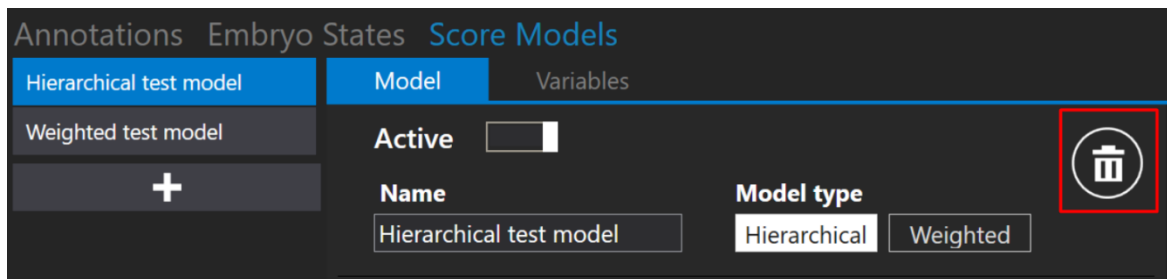 Annotations Embryo States Score Models
Hierarchical test model
Weighted test model
Model Variables
Active
Name
Hierarchical test model
Model type
Hierarchical Weighted